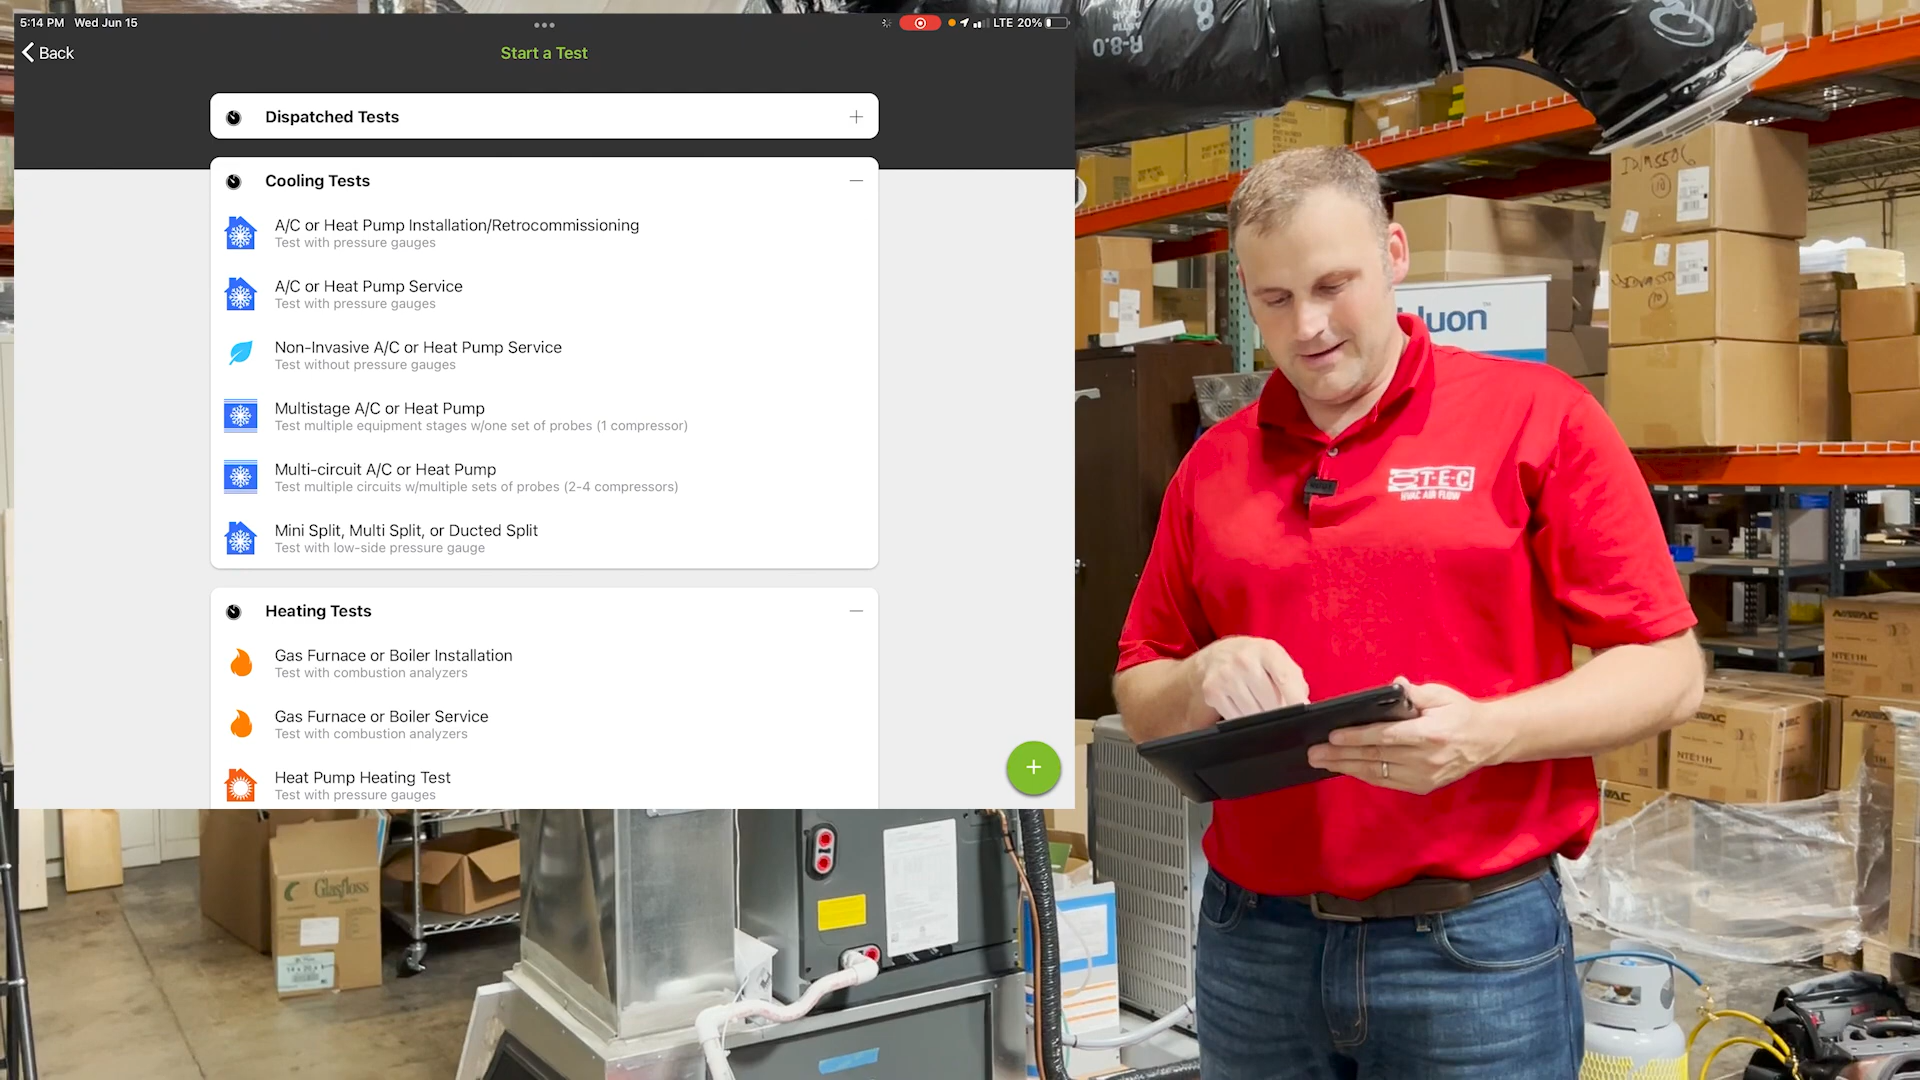 5:14 PM Wed Jun 15
LTE 20%
Back
Start a Test
Dispatched Tests
Cooling Tests
A/C or Heat Pump Installation/Retrocommissioning
Test with pressure gauges
A/C or Heat Pump Service
Test with pressure gauges
Non-Invasive A/C or Heat Pump Service
Test without pressure gauges
Multistage A/C or Heat Pump
Test multiple equipment stages w/one set of probes (1 compressor)
Multi-circuit A/C or Heat Pump
Test multiple circuits w/multiple sets of probes (2-4 compressors)
Mini Split, Multi Split, or Ducted Split
Test with low-side pressure gauge
Heating Tests
Gas Furnace or Boiler Installation
Test with combustion analyzers
Gas Furnace or Boiler Service
Test with combustion analyzers
Heat Pump Heating Test
Test with pressure gauges
R-8.0
8
luon
T-E-C
HVAC AIR FLOW
Glasfloss
NTE11H
NTE11H